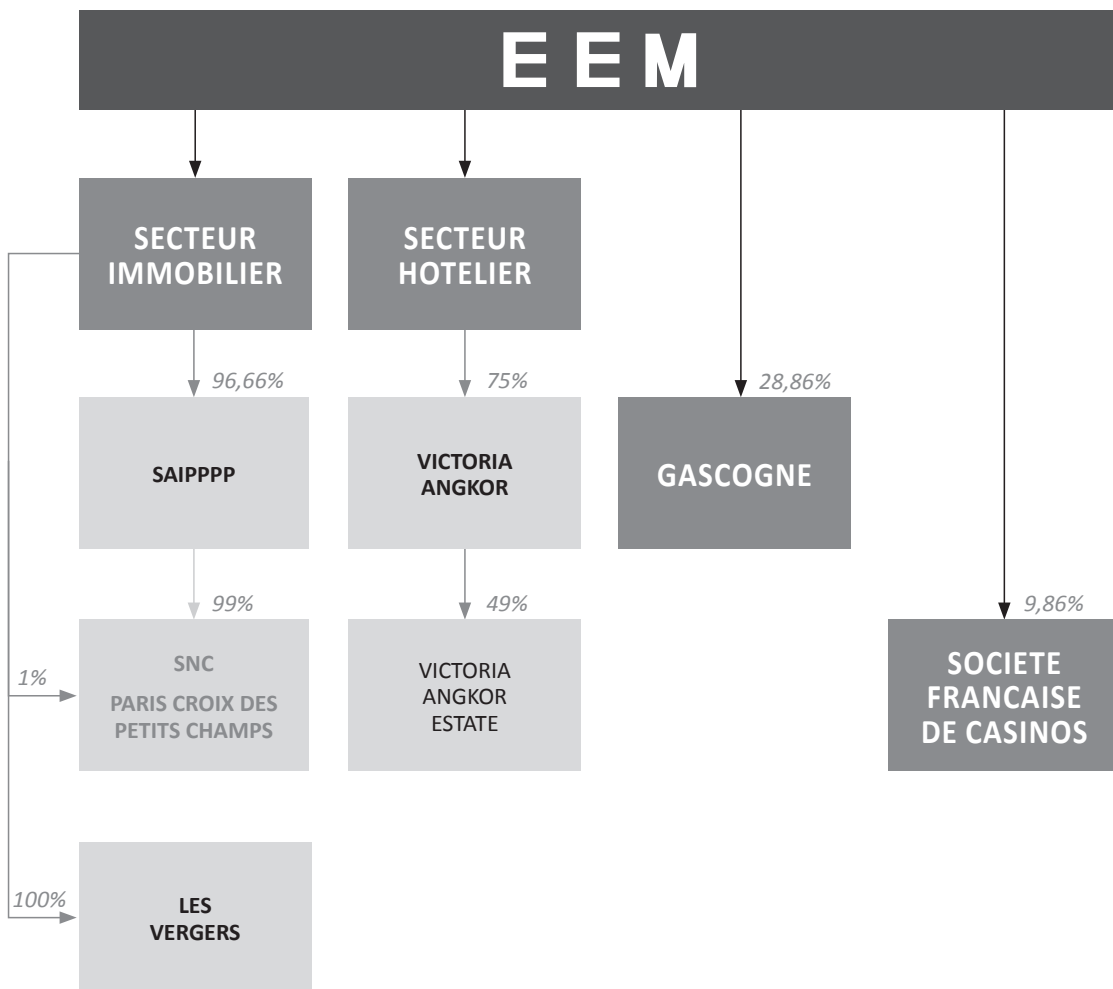 E E M
SECTEUR
IMMOBILIER
SECTEUR
HOTELIER
96,66%
75%
28,86%
SAIPPPP
VICTORIA
ANGKOR
GASCOGNE
99%
49%
9,86%
1%
SNC
PARIS CROIX DES
PETITS CHAMPS
VICTORIA
ANGKOR
ESTATE
SOCIETE
FRANCAISE
DE CASINOS
100%
LES
VERGERS